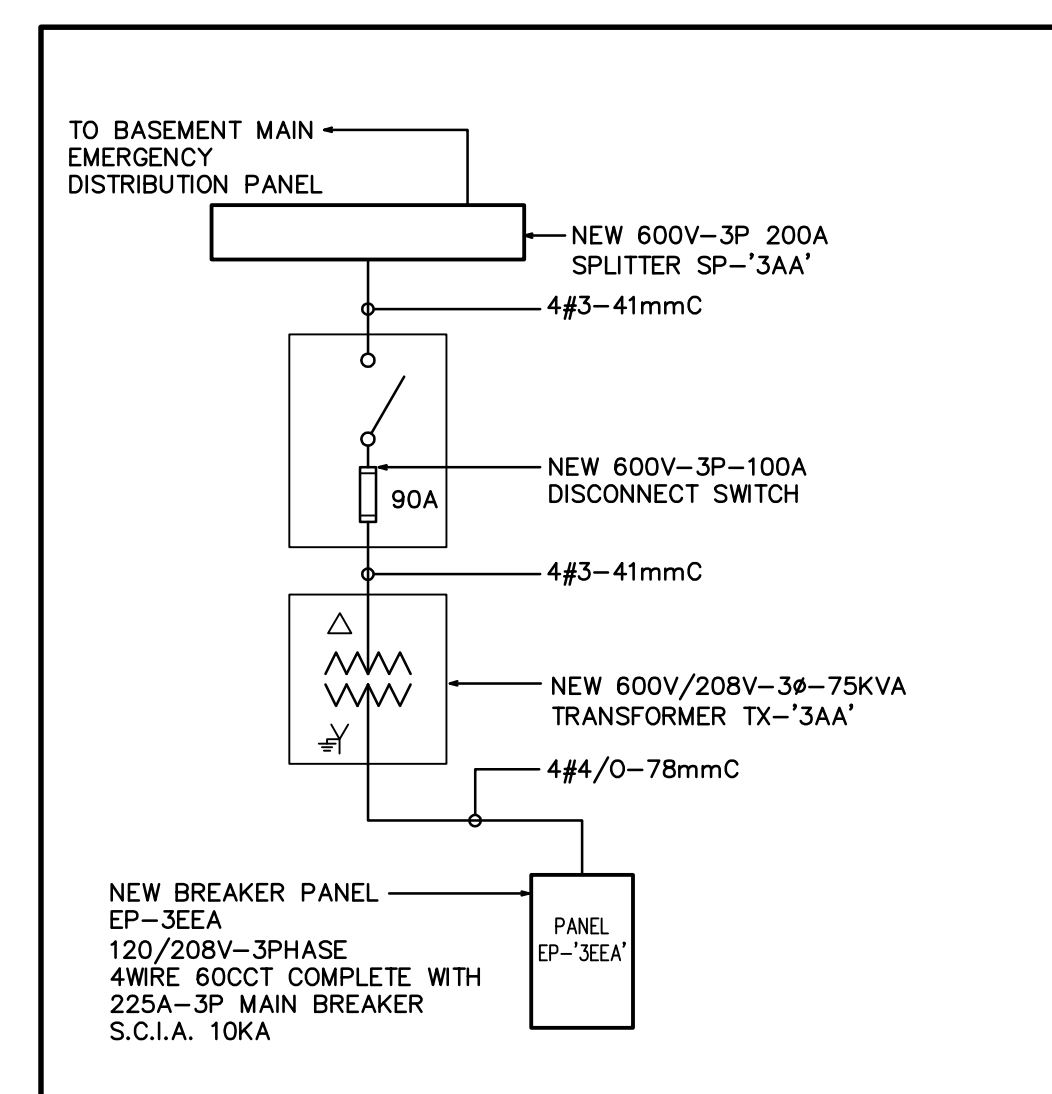 TO BASEMENT MAIN
EMERGENCY
DISTRIBUTION PANEL
NEW 600V-3P 200A
SPLITTER SP-'3AA'
4#3-41mmC
NEW 600V-3P-100A
DISCONNECT SWITCH
90A
4#3-41mmC
NEW 600V/208V-3ø-75KVA
TRANSFORMER TX-'3AA'
4#4/0-78mmC
NEW BREAKER PANEL
EP-3EEA
120/208V-3PHASE
4WIRE 60CCT COMPLETE WITH
225A-3P MAIN BREAKER
S.C.I.A. 10KA
PANEL
EP-'3EEA'